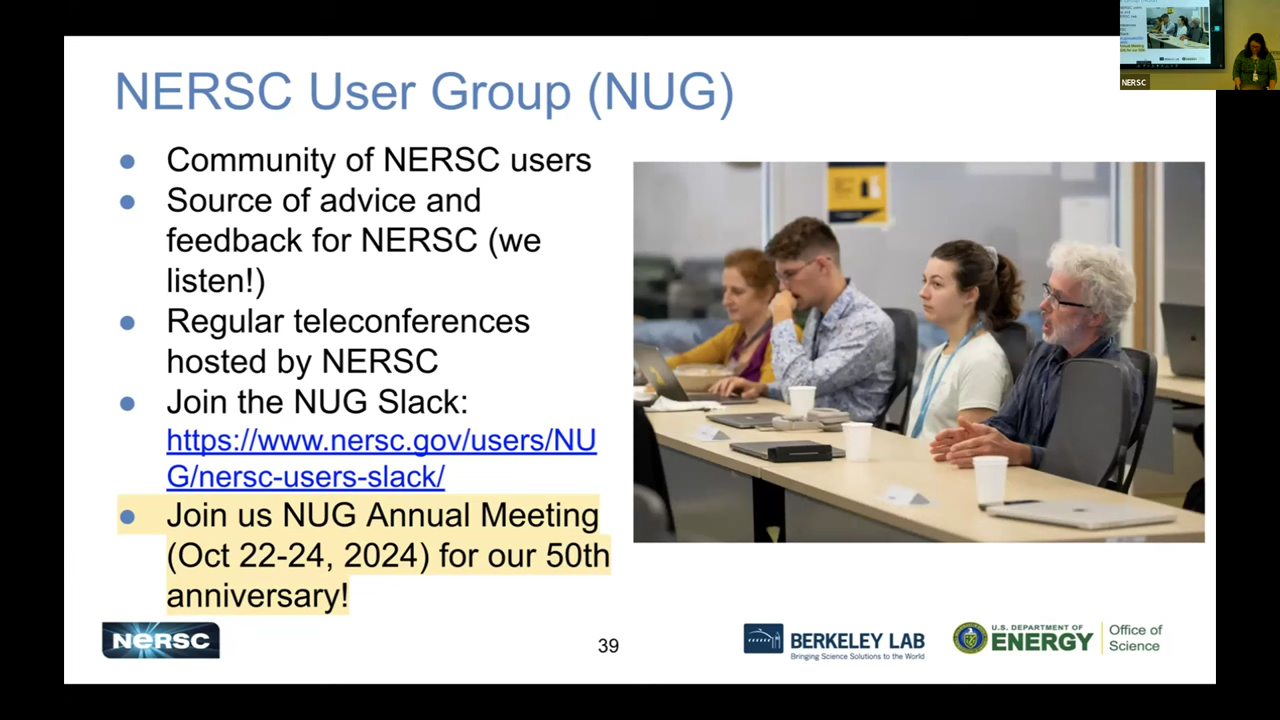 NERSC User Group (NUG)
● Community of NERSC users
● Source of advice and
feedback for NERSC (we
listen!)
● Regular teleconferences
hosted by NERSC
● Join the NUG Slack:
https://www.nersc.gov/users/NU
G/nersc-users-slack/
● Join us NUG Annual Meeting
(Oct 22-24, 2024) for our 50th
anniversary!
NERSC
39
BERKELEY LAB
Bringing Science Solutions to the World
U.S. DEPARTMENT OF
ENERGY
Office of
Science
NERSC